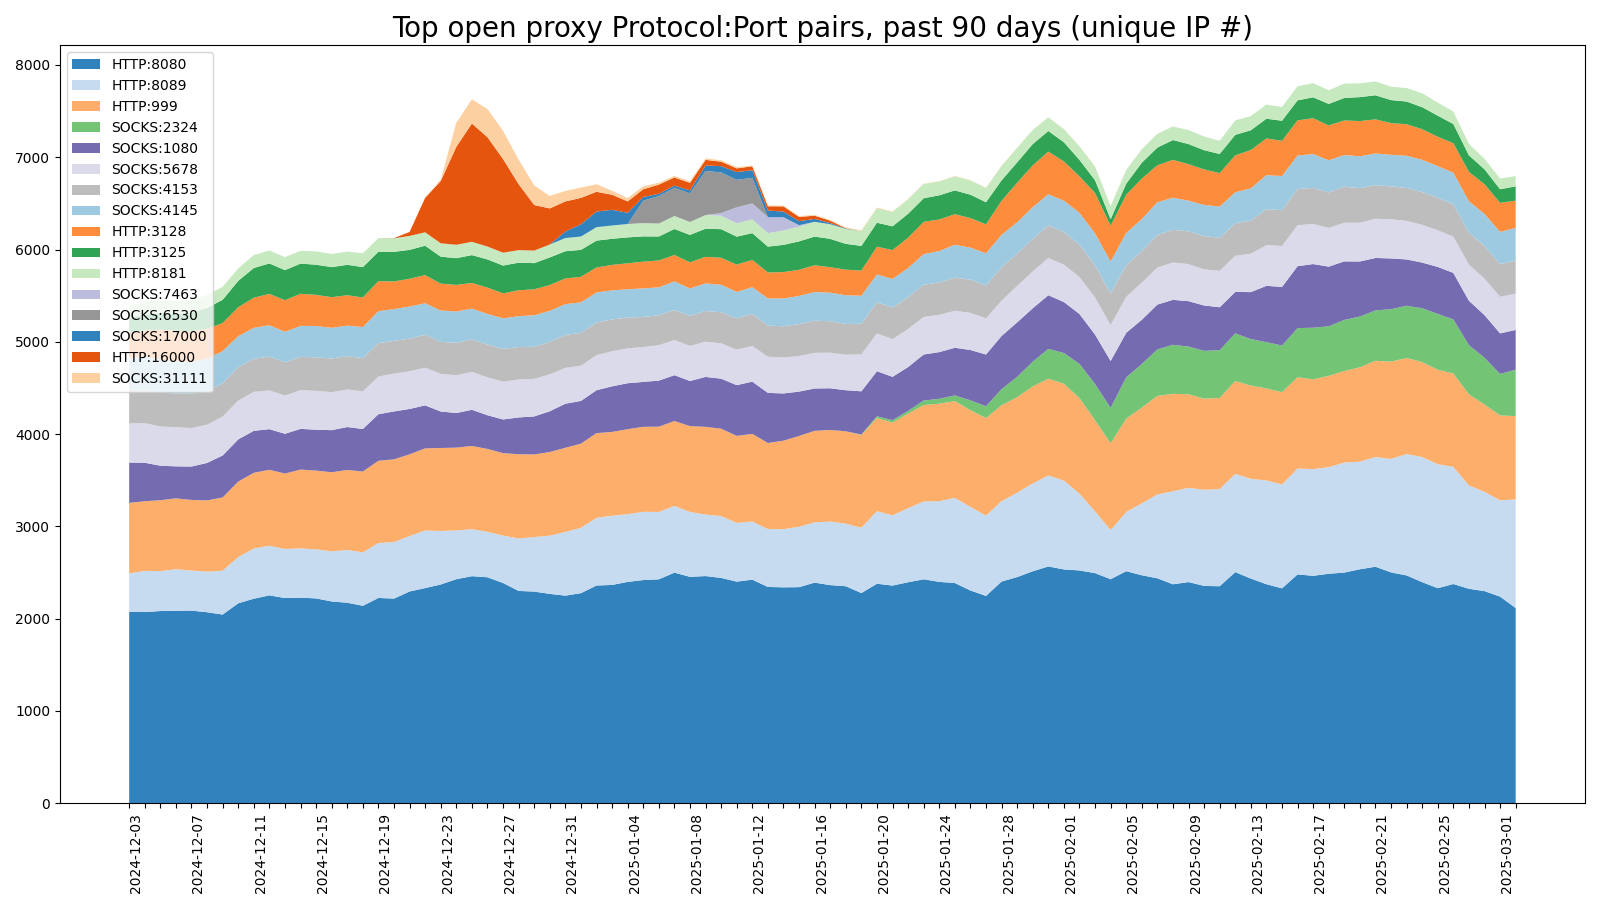 Top open proxy Protocol:Port pairs, past 90 days (unique IP #)
8000
7000
6000
5000
4000
3000
2000
1000
0
HTTP:8080
HTTP:8089
HTTP:999
SOCKS:2324
SOCKS:1080
SOCKS:5678
SOCKS:4153
SOCKS:4145
HTTP:3128
HTTP:3125
HTTP:8181
SOCKS:7463
SOCKS:6530
SOCKS:17000
HTTP:16000
SOCKS:31111
2024-12-03
2024-12-07
2024-12-11
2024-12-15
2024-12-19
2024-12-23
2024-12-27
2024-12-31
2025-01-04
2025-01-08
2025-01-12
2025-01-16
2025-01-20
2025-01-24
2025-01-28
2025-02-01
2025-02-05
2025-02-09
2025-02-13
2025-02-17
2025-02-21
2025-02-25
2025-03-01